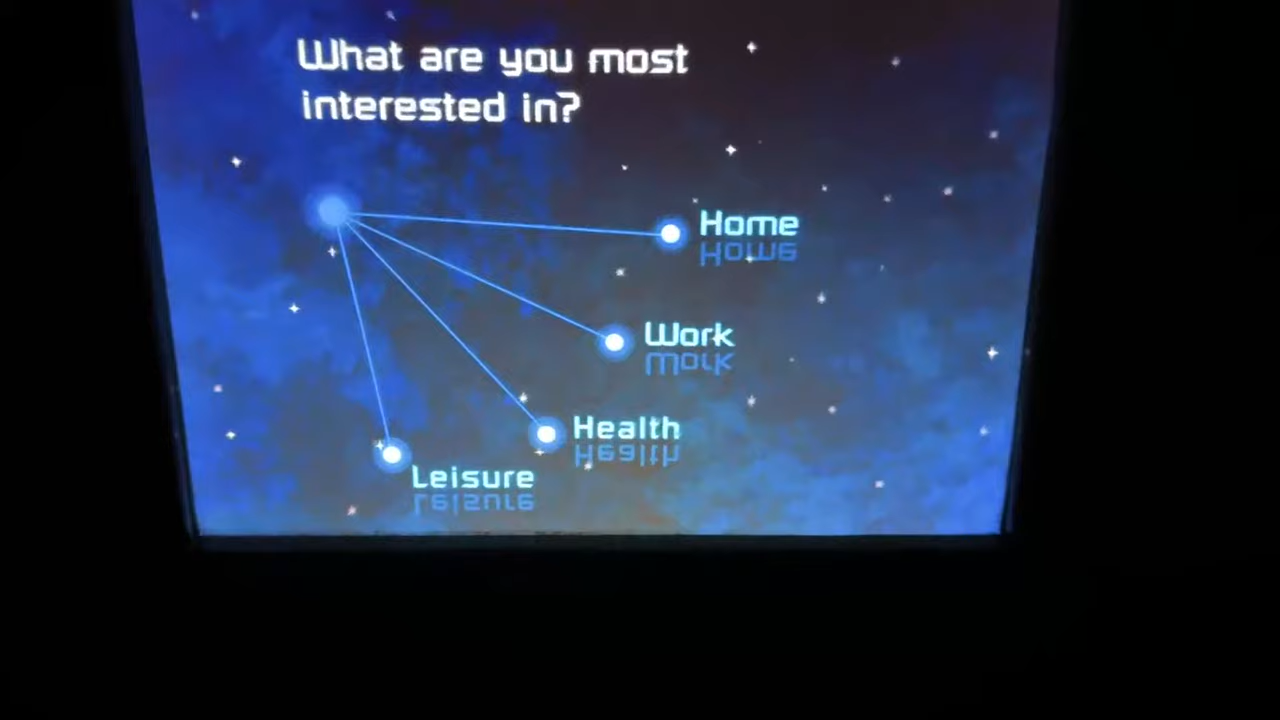 What are you most
interested in?
Home
Work
Health
Leisure